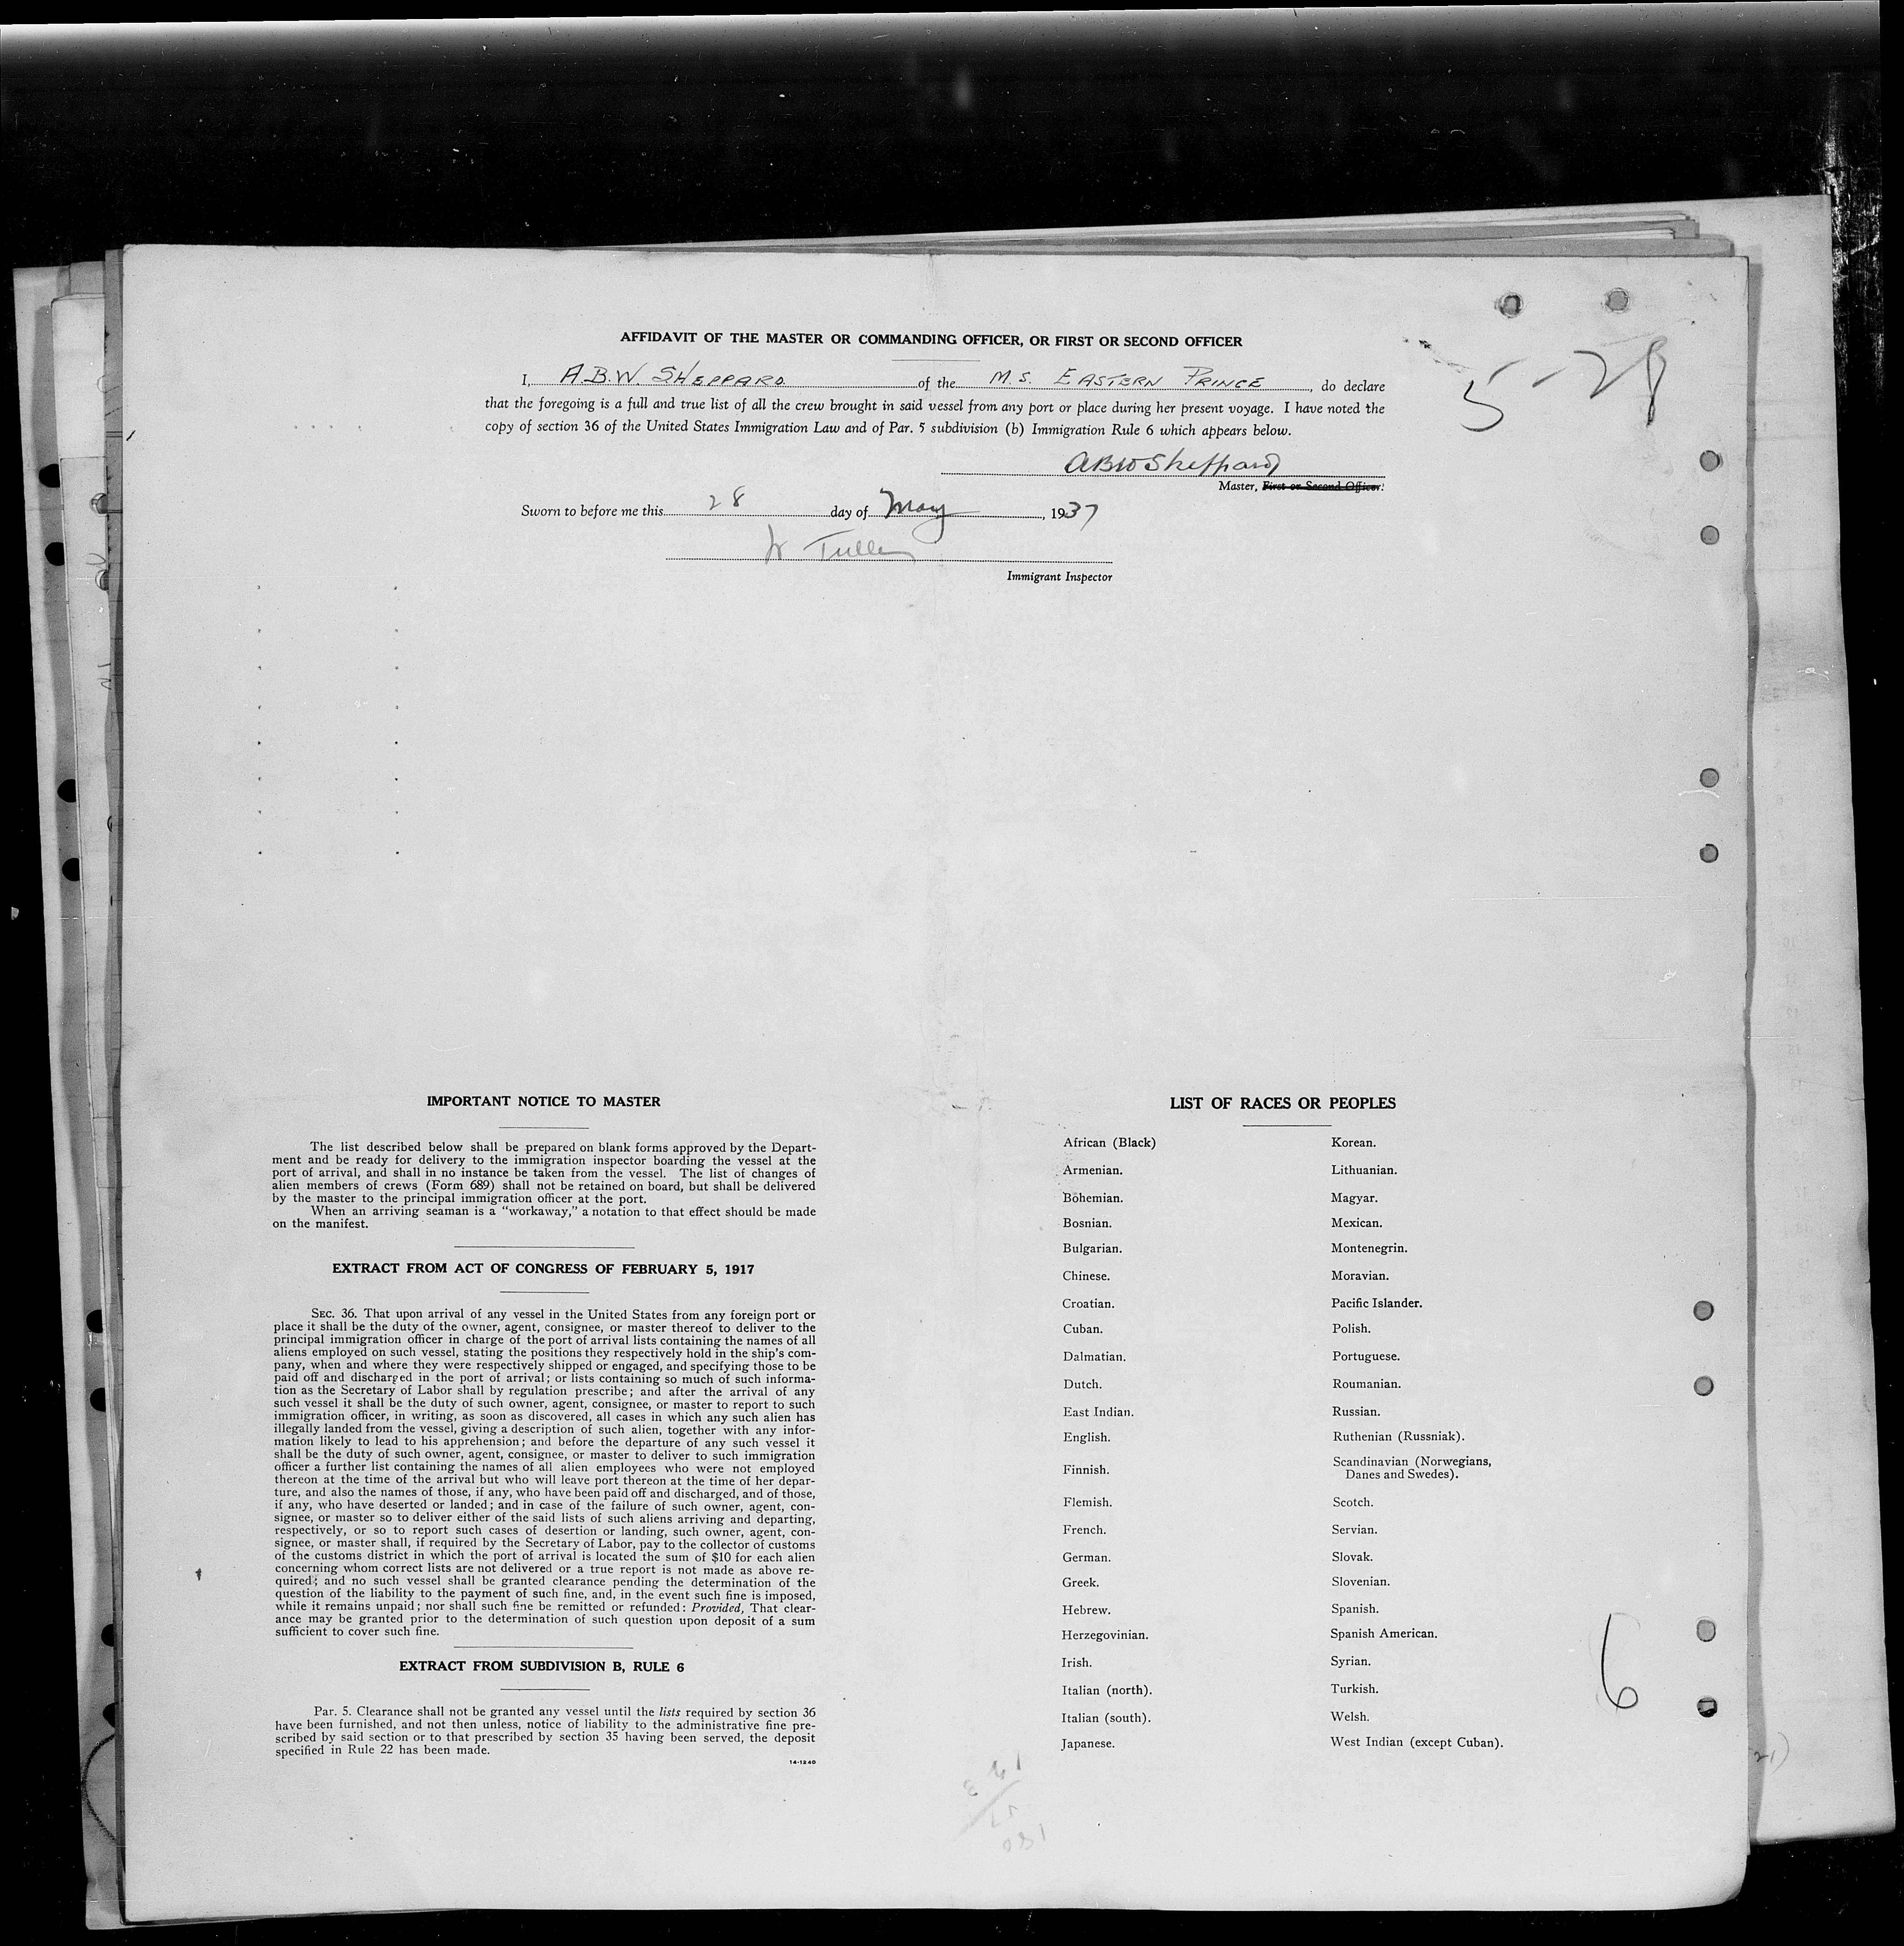 AFFIDAVIT OF THE MASTER OR COMMANDING OFFICER, OR FIRST OR SECOND OFFICER
5-28
I, A.B.W. SHEPPARD of the M.S. EASTERN PRINCE, do declare
that the foregoing is a full and true list of all the crew brought in said vessel from any port or place during her present voyage. I have noted the
copy of section 36 of the United States Immigration Law and of Par. 5 subdivision (b) Immigration Rule 6 which appears below.
ABW Sheppard
Master, First or Second Officer.
Sworn to before me this 28 day of May, 1937
Immigrant Inspector
IMPORTANT NOTICE TO MASTER
The list described below shall be prepared on blank forms approved by the Depart-
ment and be ready for delivery to the immigration inspector boarding the vessel at the
port of arrival, and shall in no instance be taken from the vessel. The list of changes of
alien members of crews (Form 689) shall not be retained on board, but shall be delivered
by the master to the principal immigration officer at the port.
When an arriving seaman is a "workaway," a notation to that effect should be made
on the manifest.
EXTRACT FROM ACT OF CONGRESS OF FEBRUARY 5, 1917
SEC. 36. That upon arrival of any vessel in the United States from any foreign port or
place it shall be the duty of the owner, agent, consignee, or master thereof to deliver to the
principal immigration officer in charge of the port of arrival lists containing the names of all
aliens employed on such vessel, stating the positions they respectively hold in the ship's com-
pany, when and where they were respectively shipped or engaged, and specifying those to be
paid off and discharged in the port of arrival; or lists containing so much of such informa-
tion as the Secretary of Labor shall by regulation prescribe; and after the arrival of any
such vessel it shall be the duty of such owner, agent, consignee, or master to report to such
immigration officer, in writing, as soon as discovered, all cases in which any such alien has
illegally landed from the vessel, giving a description of such alien, together with any infor-
mation likely to lead to his apprehension; and before the departure of any such vessel it
shall be the duty of such owner, agent, consignee, or master to deliver to such immigration
officer a further list containing the names of all alien employees who were not employed
thereon at the time of the arrival but who will leave port thereon at the time of her depar-
ture, and also the names of those, if any, who have been paid off and discharged, and of those,
if any, who have deserted or landed; and in case of the failure of such owner, agent, con-
signee, or master so to deliver either of the said lists of such aliens arriving and departing,
respectively, or so to report such cases of desertion or landing, such owner, agent, con-
signee, or master shall, if required by the Secretary of Labor, pay to the collector of customs
of the customs district in which the port of arrival is located the sum of $10 for each alien
concerning whom correct lists are not delivered or a true report is not made as above re-
quired; and no such vessel shall be granted clearance pending the determination of the
question of the liability to the payment of such fine, and, in the event such fine is imposed,
while it remains unpaid; nor shall such fine be remitted or refunded: Provided, That clear-
ance may be granted prior to the determination of such question upon deposit of a sum
sufficient to cover such fine.
EXTRACT FROM SUBDIVISION B, RULE 6
Par. 5. Clearance shall not be granted any vessel until the lists required by section 36
have been furnished, and not then unless, notice of liability to the administrative fine pre-
scribed by said section or to that prescribed by section 35 having been served, the deposit
specified in Rule 22 has been made.
14-1240
LIST OF RACES OR PEOPLES
African (Black)
Armenian.
Bohemian.
Bosnian.
Bulgarian.
Chinese.
Croatian.
Cuban.
Dalmatian.
Dutch.
East Indian.
English.
Finnish.
Flemish.
French.
German.
Greek.
Hebrew.
Herzegovinian.
Irish.
Italian (north).
Italian (south).
Japanese.
Korean.
Lithuanian.
Magyar.
Mexican.
Montenegrin.
Moravian.
Pacific Islander.
Polish.
Portuguese.
Roumanian.
Russian.
Ruthenian (Russniak).
Scandinavian (Norwegians,
Danes and Swedes).
Scotch.
Servian.
Slovak.
Slovenian.
Spanish.
Spanish American.
Syrian.
Turkish.
Welsh.
West Indian (except Cuban).
6